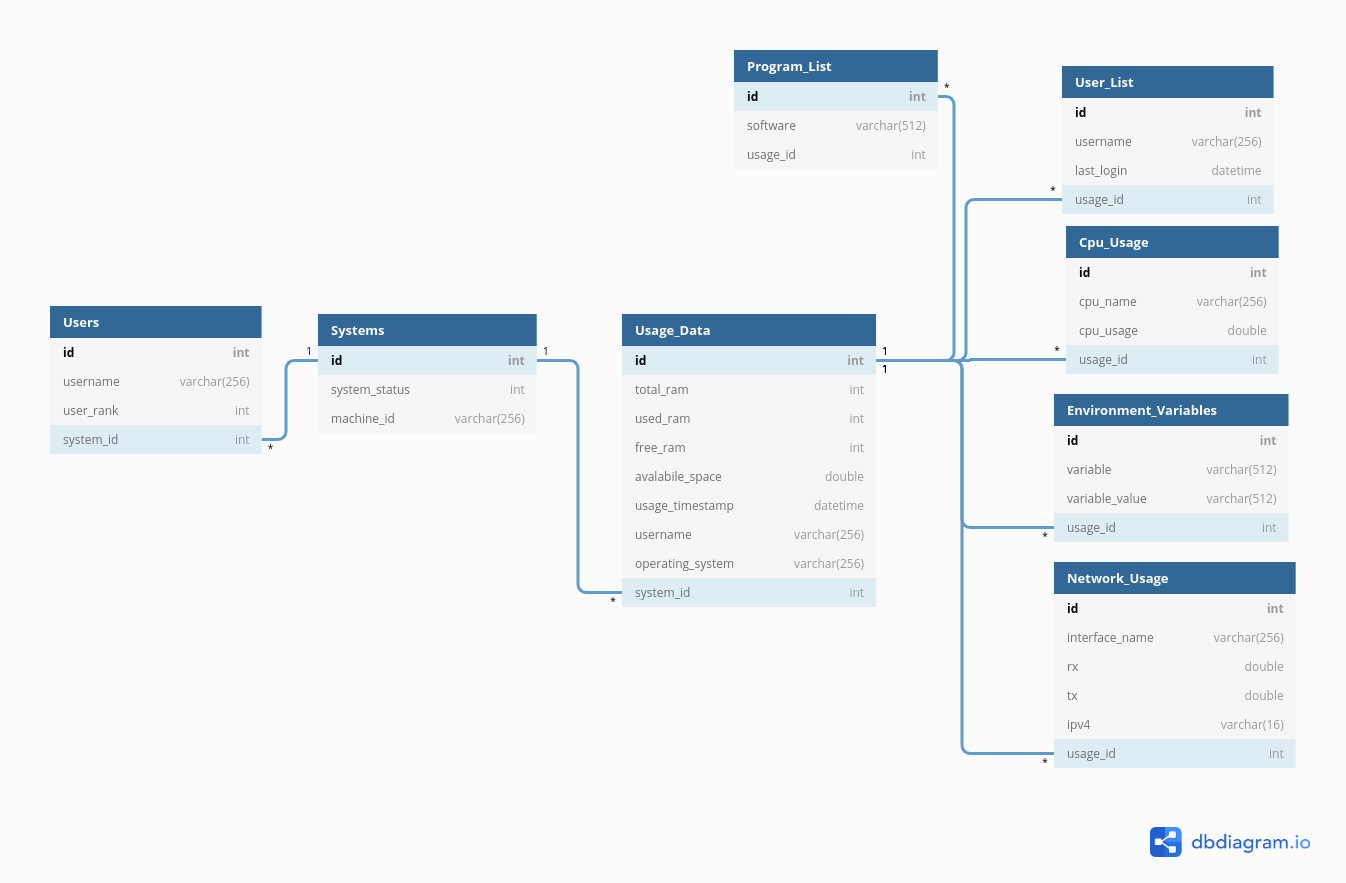 Program_List
id int
software varchar(512)
usage_id int
*
User_List
id int
username varchar(256)
last_login datetime
usage_id int
*
Cpu_Usage
id int
cpu_name varchar(256)
cpu_usage double
usage_id int
*
Users
id int
username varchar(256)
user_rank int
system_id int
*
1
Systems
id int
system_status int
machine_id varchar(256)
1
Usage_Data
id int
total_ram int
used_ram int
free_ram int
avalabile_space double
usage_timestamp datetime
username varchar(256)
operating_system varchar(256)
system_id int
*
1
1
Environment_Variables
id int
variable varchar(512)
variable_value varchar(512)
usage_id int
*
Network_Usage
id int
interface_name varchar(256)
rx double
tx double
ipv4 varchar(16)
usage_id int
*
dbdiagram.io